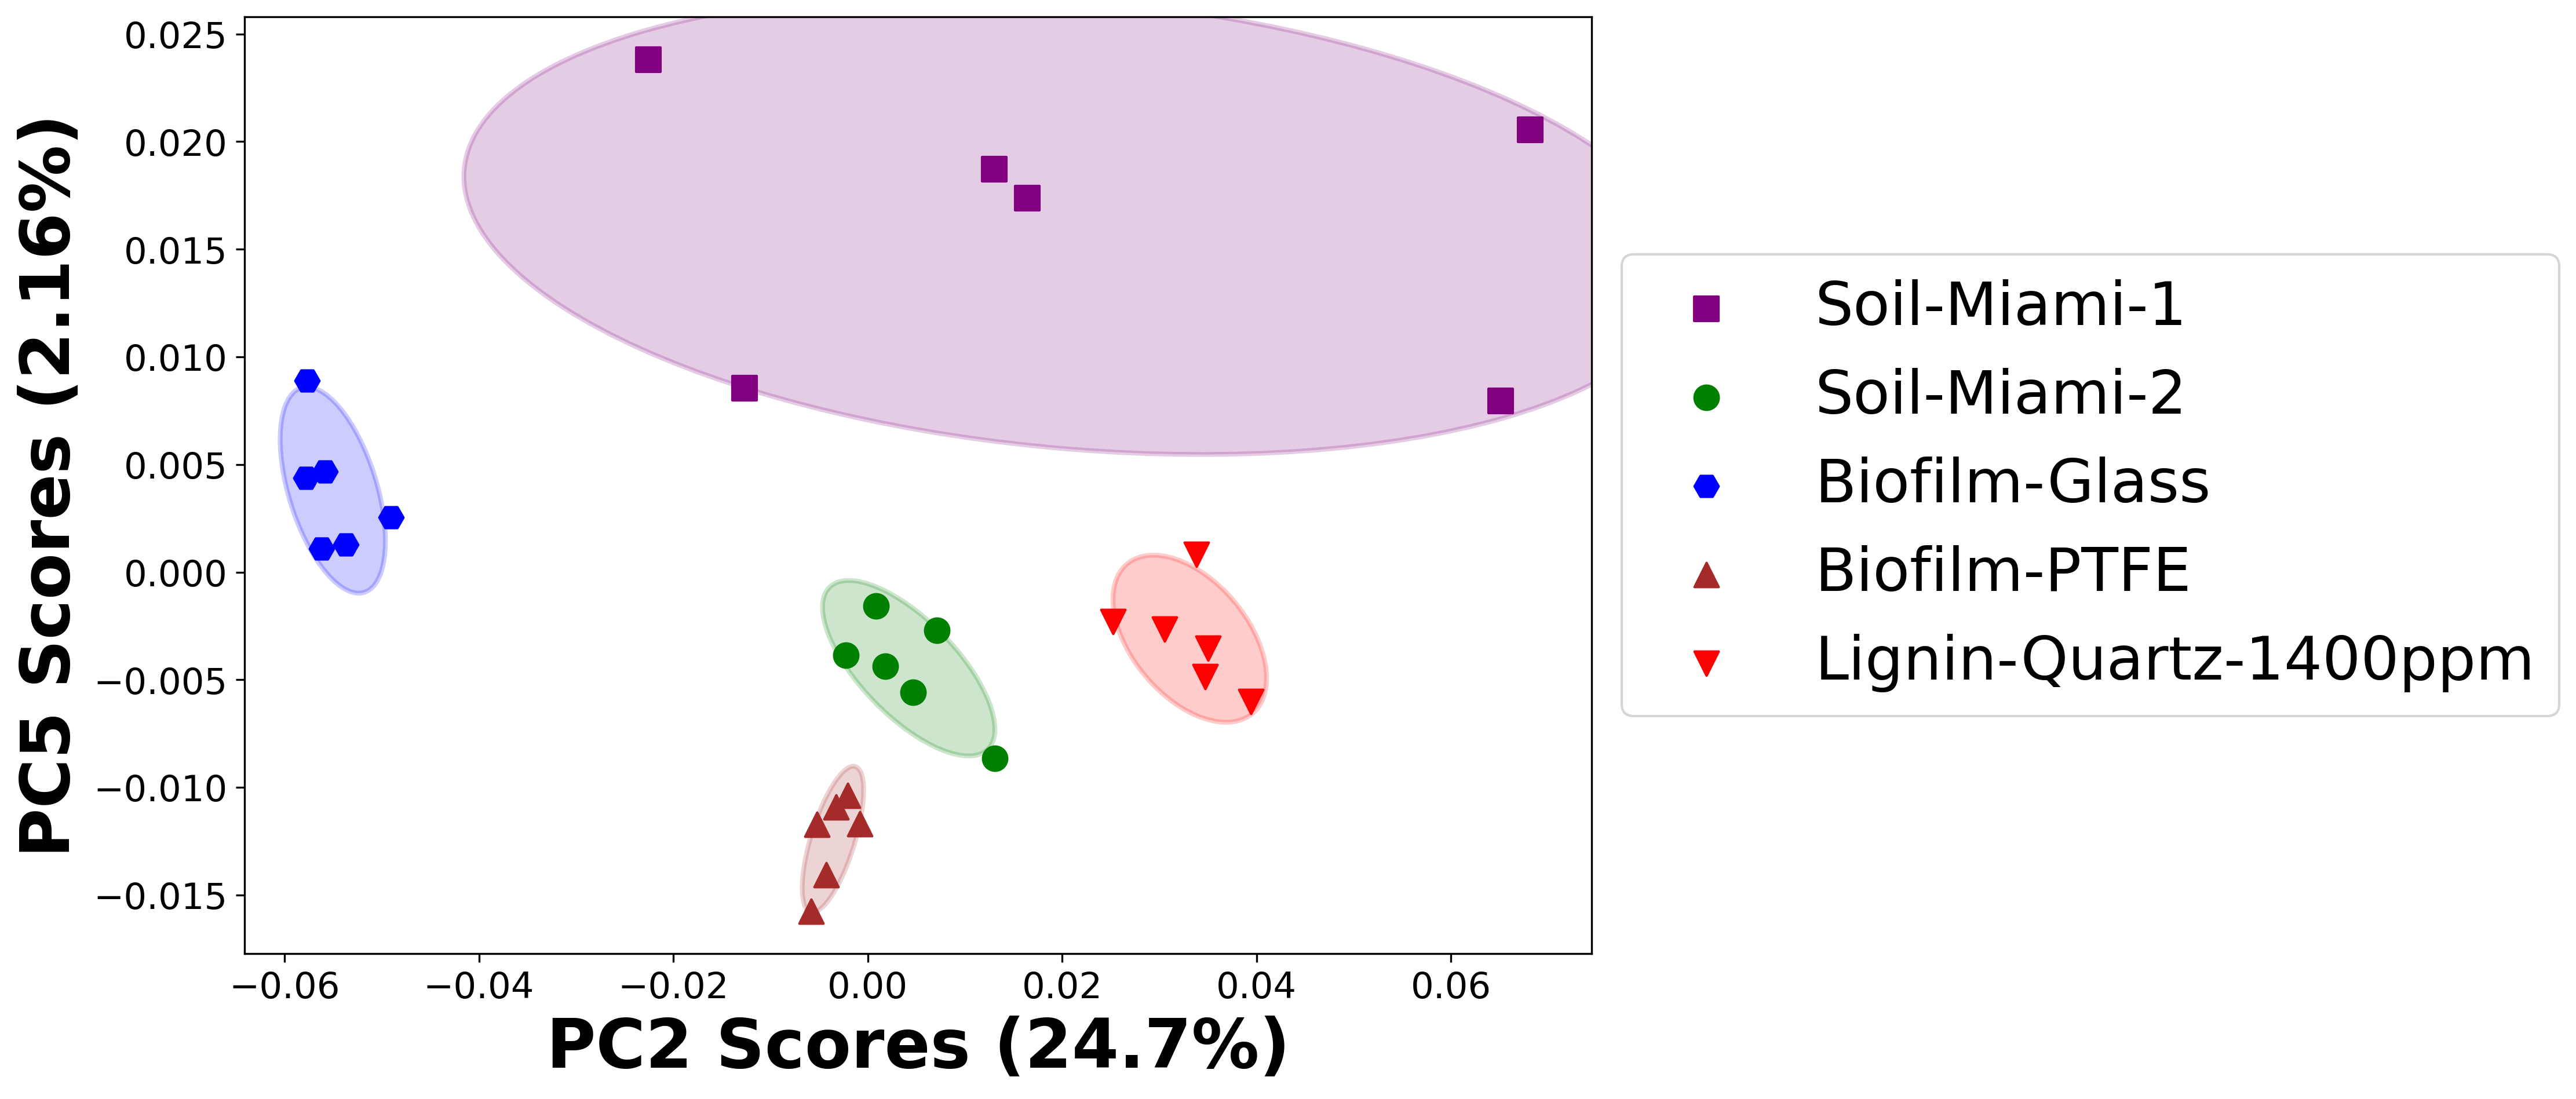 PC5 Scores (2.16%)
0.025
0.020
0.015
0.010
0.005
0.000
−0.005
−0.010
−0.015
−0.06
−0.04
−0.02
0.00
0.02
0.04
0.06
PC2 Scores (24.7%)
Soil-Miami-1
Soil-Miami-2
Biofilm-Glass
Biofilm-PTFE
Lignin-Quartz-1400ppm